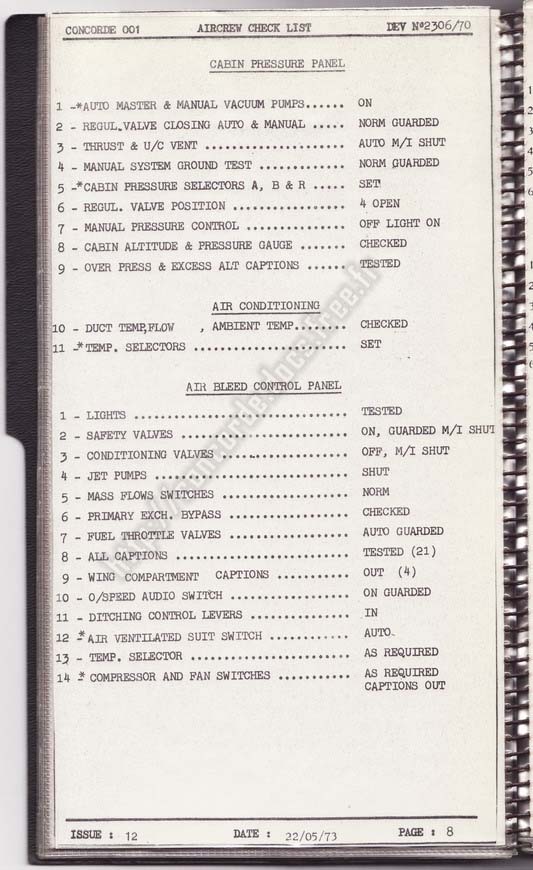 CONCORDE 001 AIRCREW CHECK LIST DEV Nº2306/70
CABIN PRESSURE PANEL
1 -*AUTO MASTER & MANUAL VACUUM PUMPS...... ON
2 - REGUL.VALVE CLOSING AUTO & MANUAL ..... NORM GUARDED
3 - THRUST & U/C VENT ..................... AUTO M/I SHUT
4 - MANUAL SYSTEM GROUND TEST ............. NORM GUARDED
5 -*CABIN PRESSURE SELECTORS A, B & R ..... SET
6 - REGUL. VALVE POSITION ................. 4 OPEN
7 - MANUAL PRESSURE CONTROL ............... OFF LIGHT ON
8 - CABIN ALTITUDE & PRESSURE GAUGE ....... CHECKED
9 - OVER PRESS & EXCESS ALT CAPTIONS ...... TESTED
AIR CONDITIONING
10 - DUCT TEMP,FLOW , AMBIENT TEMP........ CHECKED
11 -*TEMP. SELECTORS ...................... SET
AIR BLEED CONTROL PANEL
1 - LIGHTS ................................ TESTED
2 - SAFETY VALVES ......................... ON, GUARDED M/I SHUT
3 - CONDITIONING VALVES ................... OFF, M/I SHUT
4 - JET PUMPS ............................. SHUT
5 - MASS FLOWS SWITCHES ................... NORM
6 - PRIMARY EXCH. BYPASS .................. CHECKED
7 - FUEL THROTTLE VALVES .................. AUTO GUARDED
8 - ALL CAPTIONS .......................... TESTED (21)
9 - WING COMPARTMENT CAPTIONS ........... OUT (4)
10 - O/SPEED AUDIO SWITCH ................. ON GUARDED
11 - DITCHING CONTROL LEVERS .............. IN
12 -*AIR VENTILATED SUIT SWITCH ............ AUTO
13 - TEMP. SELECTOR ........................ AS REQUIRED
14 -* COMPRESSOR AND FAN SWITCHES ........... AS REQUIRED
CAPTIONS OUT
ISSUE : 12 DATE : 22/05/73 PAGE : 8